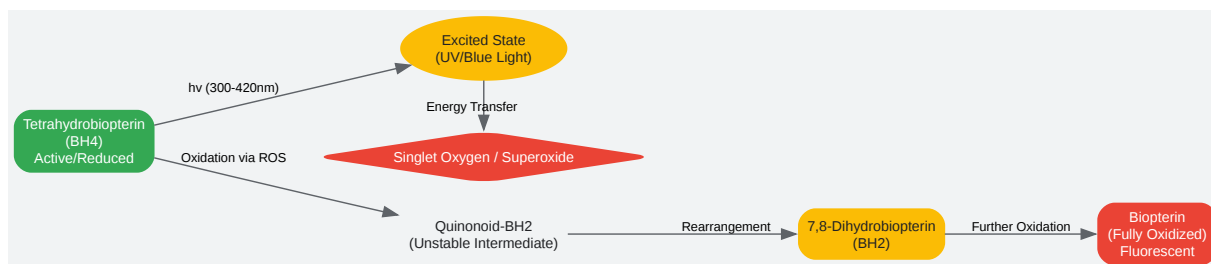 Excited State
(UV/Blue Light)
hv (300-420nm)
Energy Transfer
Tetrahydrobiopterin
(BH4)
Active/Reduced
Oxidation via ROS
Singlet Oxygen / Superoxide
Quinonoid-BH2
(Unstable Intermediate)
Rearrangement
7,8-Dihydrobiopterin
(BH2)
Further Oxidation
Biopterin
(Fully Oxidized)
Fluorescent